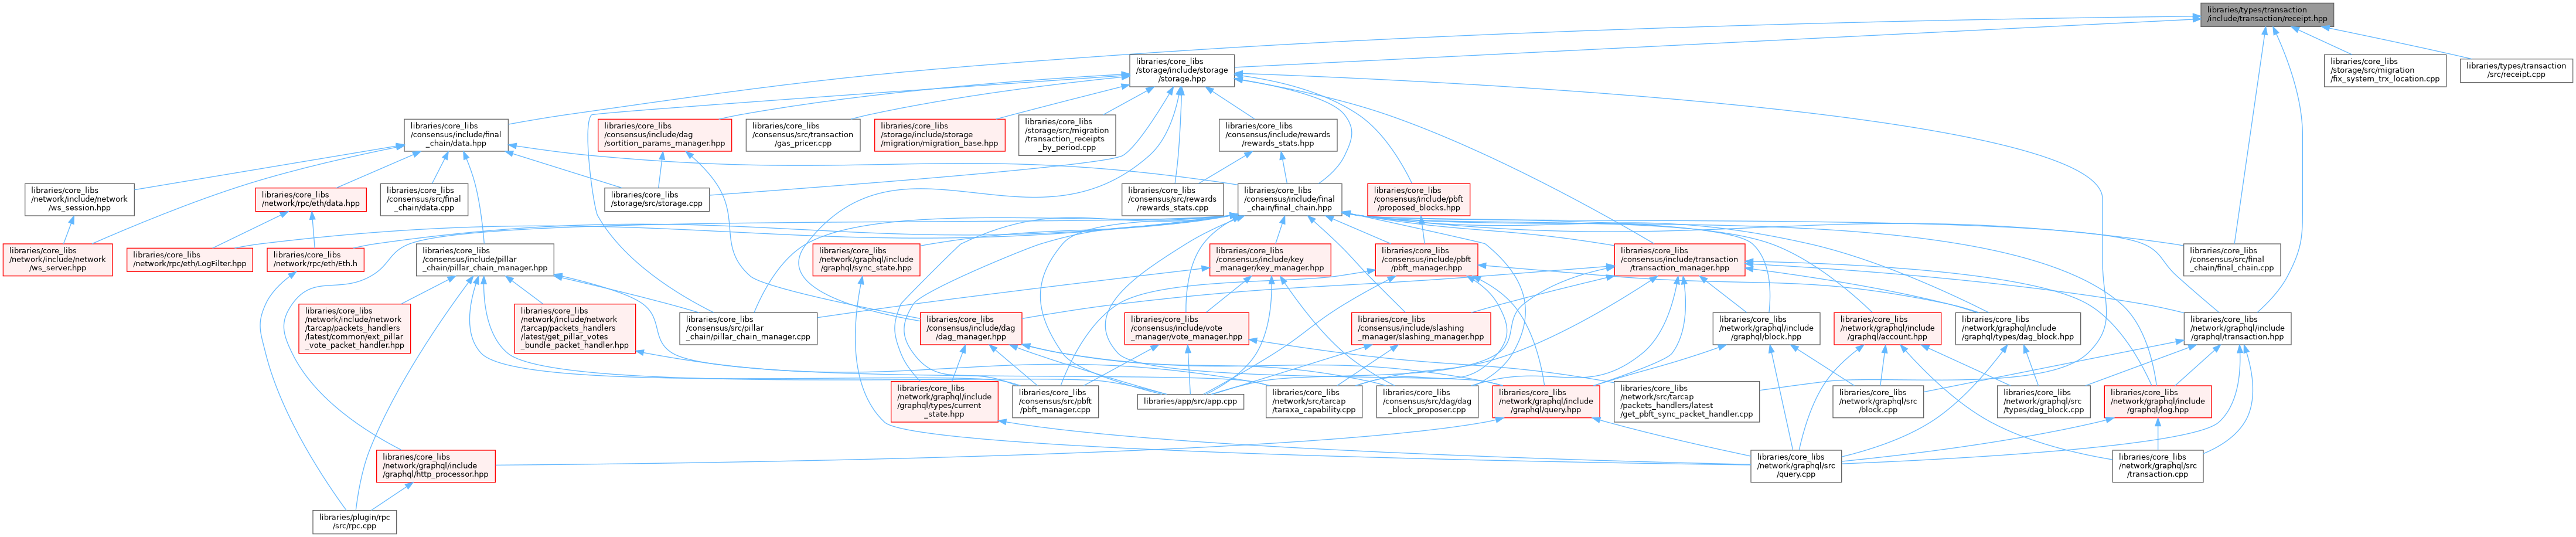 libraries/types/transaction
/include/transaction/receipt.hpp
libraries/core_libs
/storage/include/storage
/storage.hpp
libraries/core_libs
/storage/src/migration
/fix_system_trx_location.cpp
libraries/types/transaction
/src/receipt.cpp
libraries/core_libs
/consensus/include/final
_chain/data.hpp
libraries/core_libs
/consensus/include/dag
/sortition_params_manager.hpp
libraries/core_libs
/consensus/src/transaction
/gas_pricer.cpp
libraries/core_libs
/storage/include/storage
/migration/migration_base.hpp
libraries/core_libs
/storage/src/migration
/transaction_receipts
_by_period.cpp
libraries/core_libs
/consensus/include/rewards
/rewards_stats.hpp
libraries/core_libs
/network/include/network
/ws_session.hpp
libraries/core_libs
/network/rpc/eth/data.hpp
libraries/core_libs
/consensus/src/final
_chain/data.cpp
libraries/core_libs
/storage/src/storage.cpp
libraries/core_libs
/consensus/src/rewards
/rewards_stats.cpp
libraries/core_libs
/consensus/include/final
_chain/final_chain.hpp
libraries/core_libs
/consensus/include/pbft
/proposed_blocks.hpp
libraries/core_libs
/network/include/network
/ws_server.hpp
libraries/core_libs
/network/rpc/eth/LogFilter.hpp
libraries/core_libs
/network/rpc/eth/Eth.h
libraries/core_libs
/consensus/include/pillar
_chain/pillar_chain_manager.hpp
libraries/core_libs
/network/graphql/include
/graphql/sync_state.hpp
libraries/core_libs
/consensus/include/key
_manager/key_manager.hpp
libraries/core_libs
/consensus/include/pbft
/pbft_manager.hpp
libraries/core_libs
/consensus/include/transaction
/transaction_manager.hpp
libraries/core_libs
/consensus/src/final
_chain/final_chain.cpp
libraries/core_libs
/network/include/network
/tarcap/packets_handlers
/latest/common/ext_pillar
_vote_packet_handler.hpp
libraries/core_libs
/network/include/network
/tarcap/packets_handlers
/latest/get_pillar_votes
_bundle_packet_handler.hpp
libraries/core_libs
/consensus/src/pillar
_chain/pillar_chain_manager.cpp
libraries/core_libs
/consensus/include/dag
/dag_manager.hpp
libraries/core_libs
/consensus/include/vote
_manager/vote_manager.hpp
libraries/core_libs
/consensus/include/slashing
_manager/slashing_manager.hpp
libraries/core_libs
/network/graphql/include
/graphql/block.hpp
libraries/core_libs
/network/graphql/include
/graphql/account.hpp
libraries/core_libs
/network/graphql/include
/graphql/types/dag_block.hpp
libraries/core_libs
/network/graphql/include
/graphql/transaction.hpp
libraries/core_libs
/network/graphql/include
/graphql/types/current
_state.hpp
libraries/core_libs
/consensus/src/pbft
/pbft_manager.cpp
libraries/app/src/app.cpp
libraries/core_libs
/network/src/tarcap
/taraxa_capability.cpp
libraries/core_libs
/consensus/src/dag/dag
_block_proposer.cpp
libraries/core_libs
/network/graphql/include
/graphql/query.hpp
libraries/core_libs
/network/src/tarcap
/packets_handlers/latest
/get_pbft_sync_packet_handler.cpp
libraries/core_libs
/network/graphql/src
/block.cpp
libraries/core_libs
/network/graphql/src
/types/dag_block.cpp
libraries/core_libs
/network/graphql/include
/graphql/log.hpp
libraries/core_libs
/network/graphql/include
/graphql/http_processor.hpp
libraries/core_libs
/network/graphql/src
/query.cpp
libraries/core_libs
/network/graphql/src
/transaction.cpp
libraries/plugin/rpc
/src/rpc.cpp